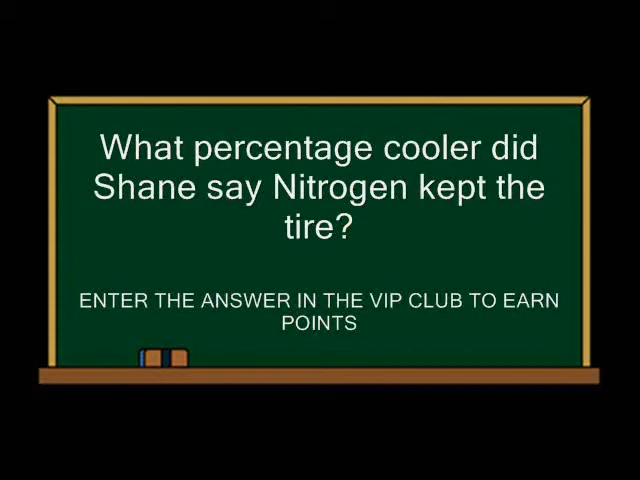 What percentage cooler did
Shane say Nitrogen kept the
tire?
ENTER THE ANSWER IN THE VIP CLUB TO EARN
POINTS